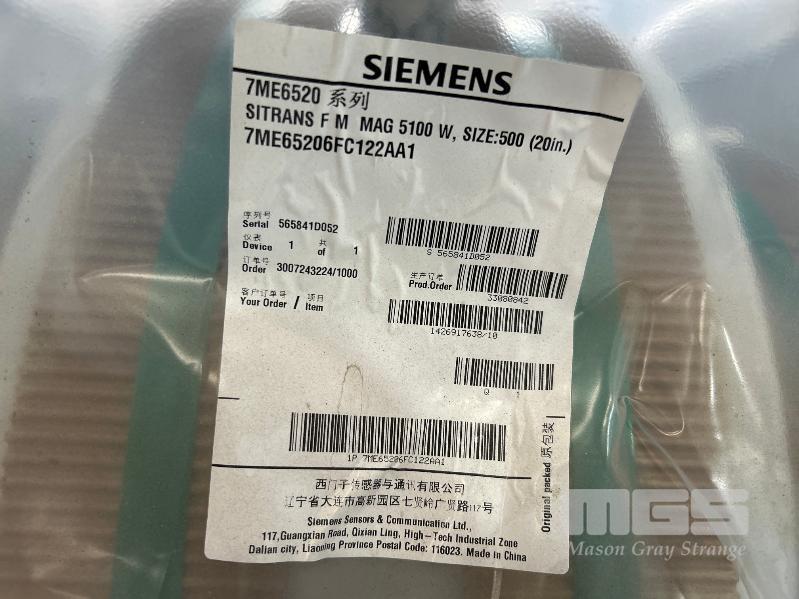 SIEMENS
7ME6520 系列
SITRANS F M MAG 5100 W, SIZE:500 (20in.)
7ME65206FC122AA1
序列号
Serial 565841D052
S 565841D052
仪表 共
Device 1 of 1
订单号
Order 3007243224/1000
生产订单
Prod.Order
33080842
客户订单号 / 项目
Your Order / Item
1426917638/10
Q 1
1P 7ME65206FC122AA1
Original packed 原包装
西门子传感器与通讯有限公司
辽宁省大连市高新园区七贤岭广贤路117号
Siemens Sensors & Communication Ltd.,
117,Guangxian Road, Qixian Ling, High-Tech Industrial Zone
Dalian city, Liaoning Province Postal Code: 116023. Made in China
MGS
Mason Gray Strange